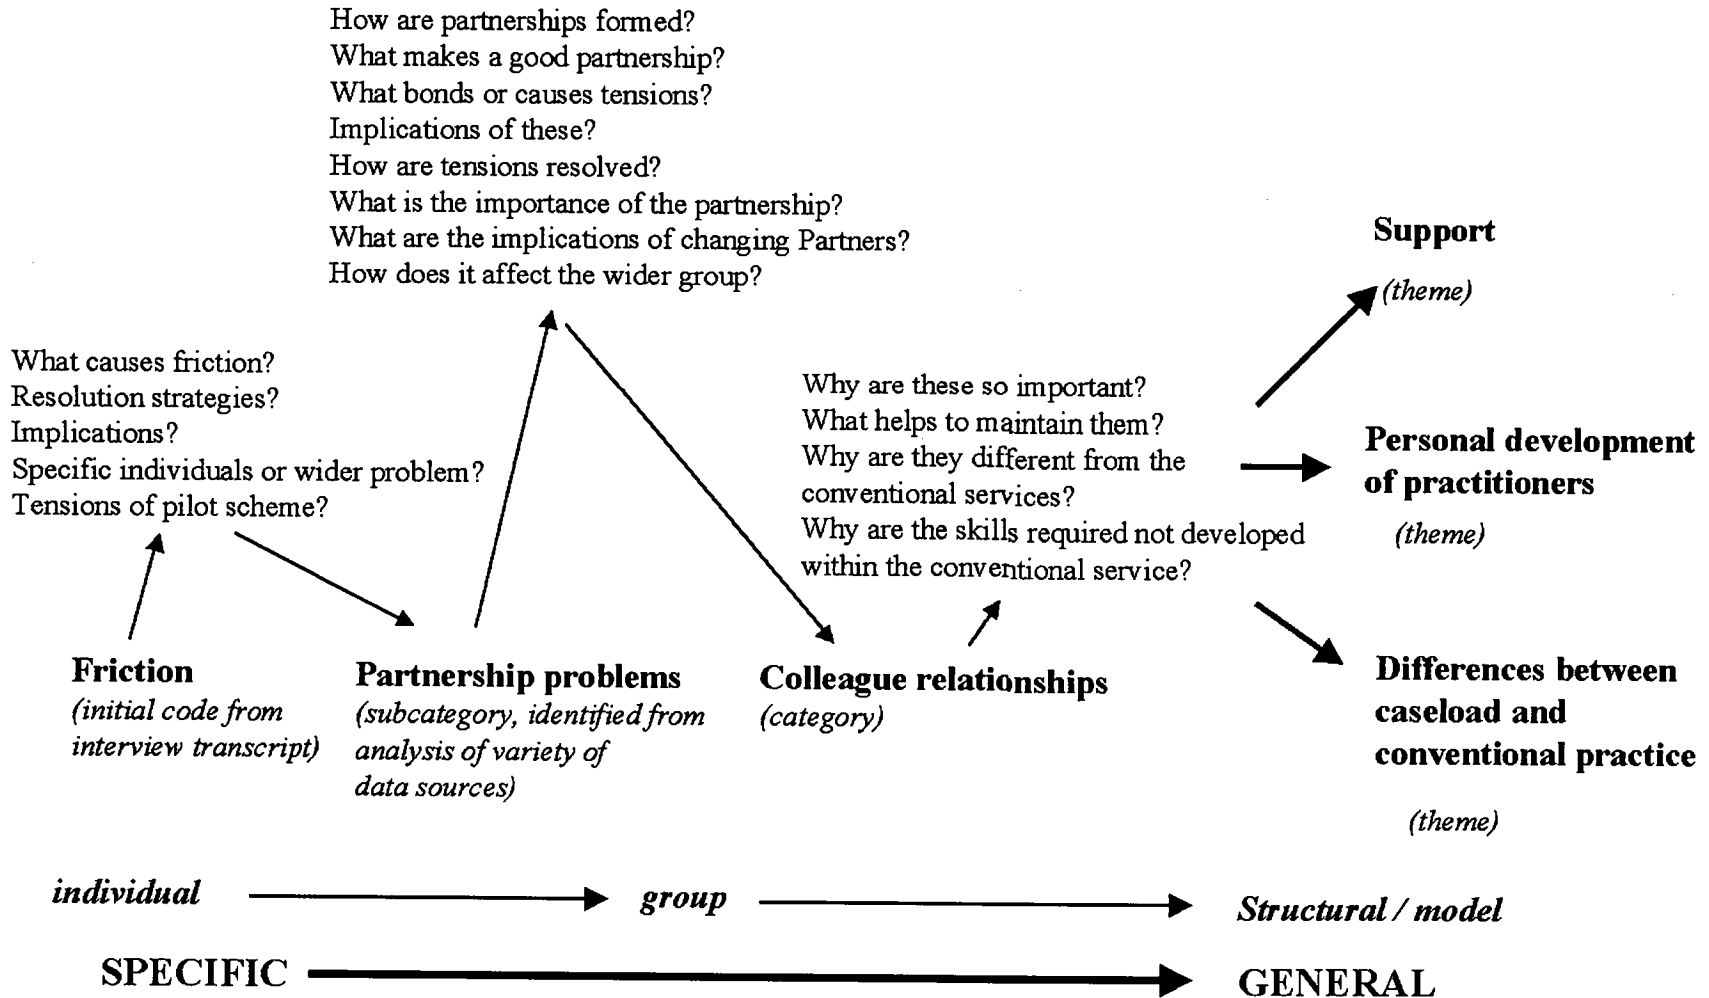 How are partnerships formed?
What makes a good partnership?
What bonds or causes tensions?
Implications of these?
How are tensions resolved?
What is the importance of the partnership?
What are the implications of changing Partners?
How does it affect the wider group?
What causes friction?
Resolution strategies?
Implications?
Specific individuals or wider problem?
Tensions of pilot scheme?
Why are these so important?
What helps to maintain them?
Why are they different from the
conventional services?
Why are the skills required not developed
within the conventional service?
Support
(theme)
Personal development
of practitioners
(theme)
Friction
(initial code from
interview transcript)
Partnership problems
(subcategory, identified from
analysis of variety of
data sources)
Colleague relationships
(category)
Differences between
caseload and
conventional practice
(theme)
individual
group
Structural / model
SPECIFIC
GENERAL